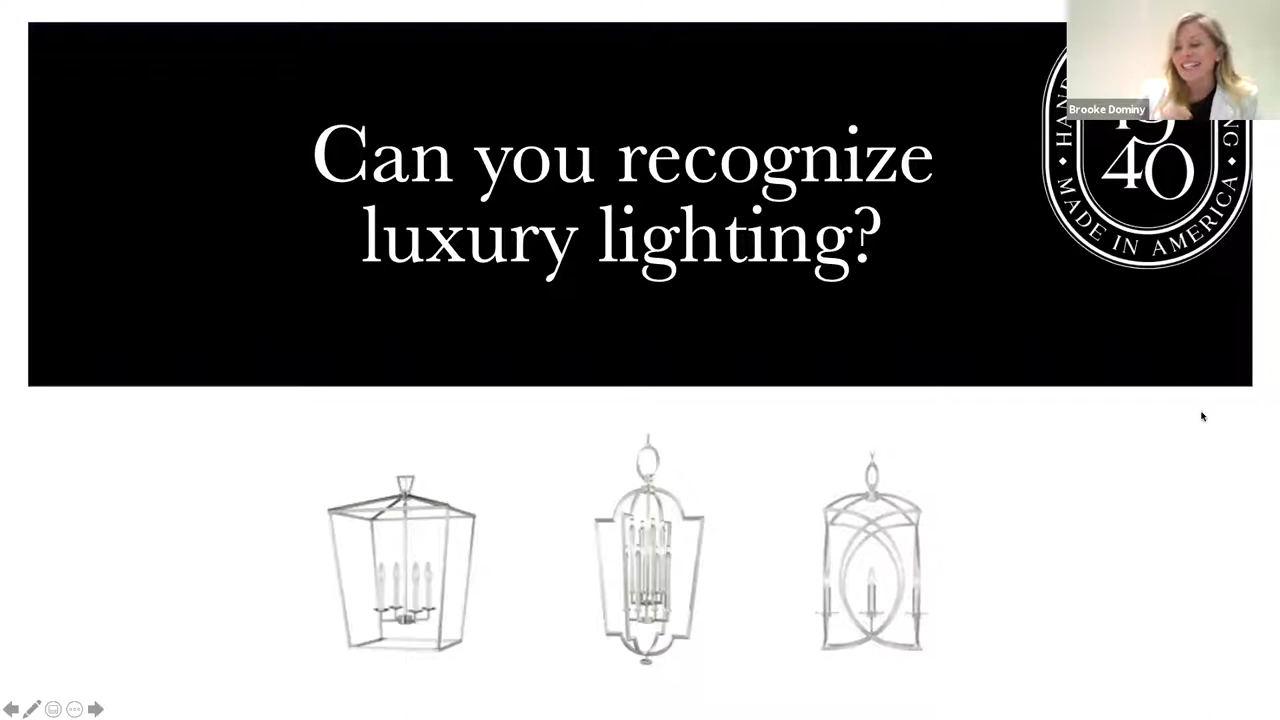 Can you recognize
luxury lighting?
Brooke Dominy
40
MADE IN AMERICA